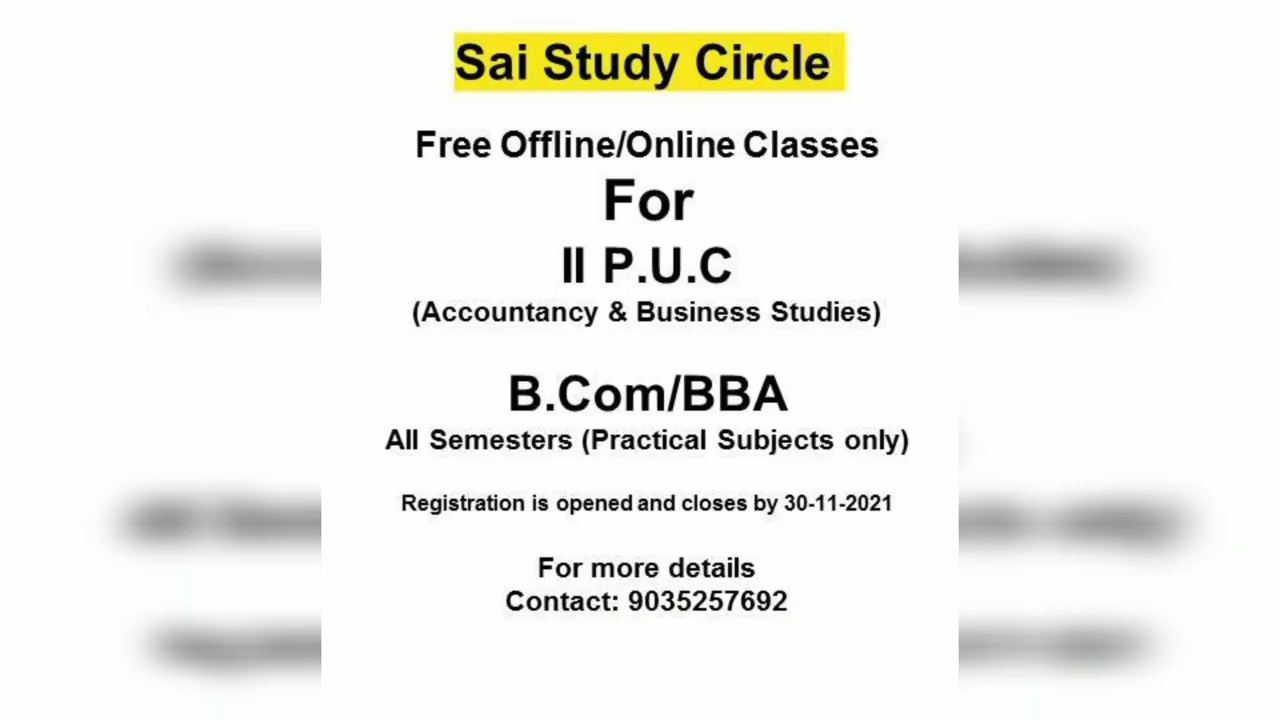 Sai Study Circle
Free Offline/Online Classes
For
II P.U.C
(Accountancy & Business Studies)
B.Com/BBA
All Semesters (Practical Subjects only)
Registration is opened and closes by 30-11-2021
For more details
Contact: 9035257692